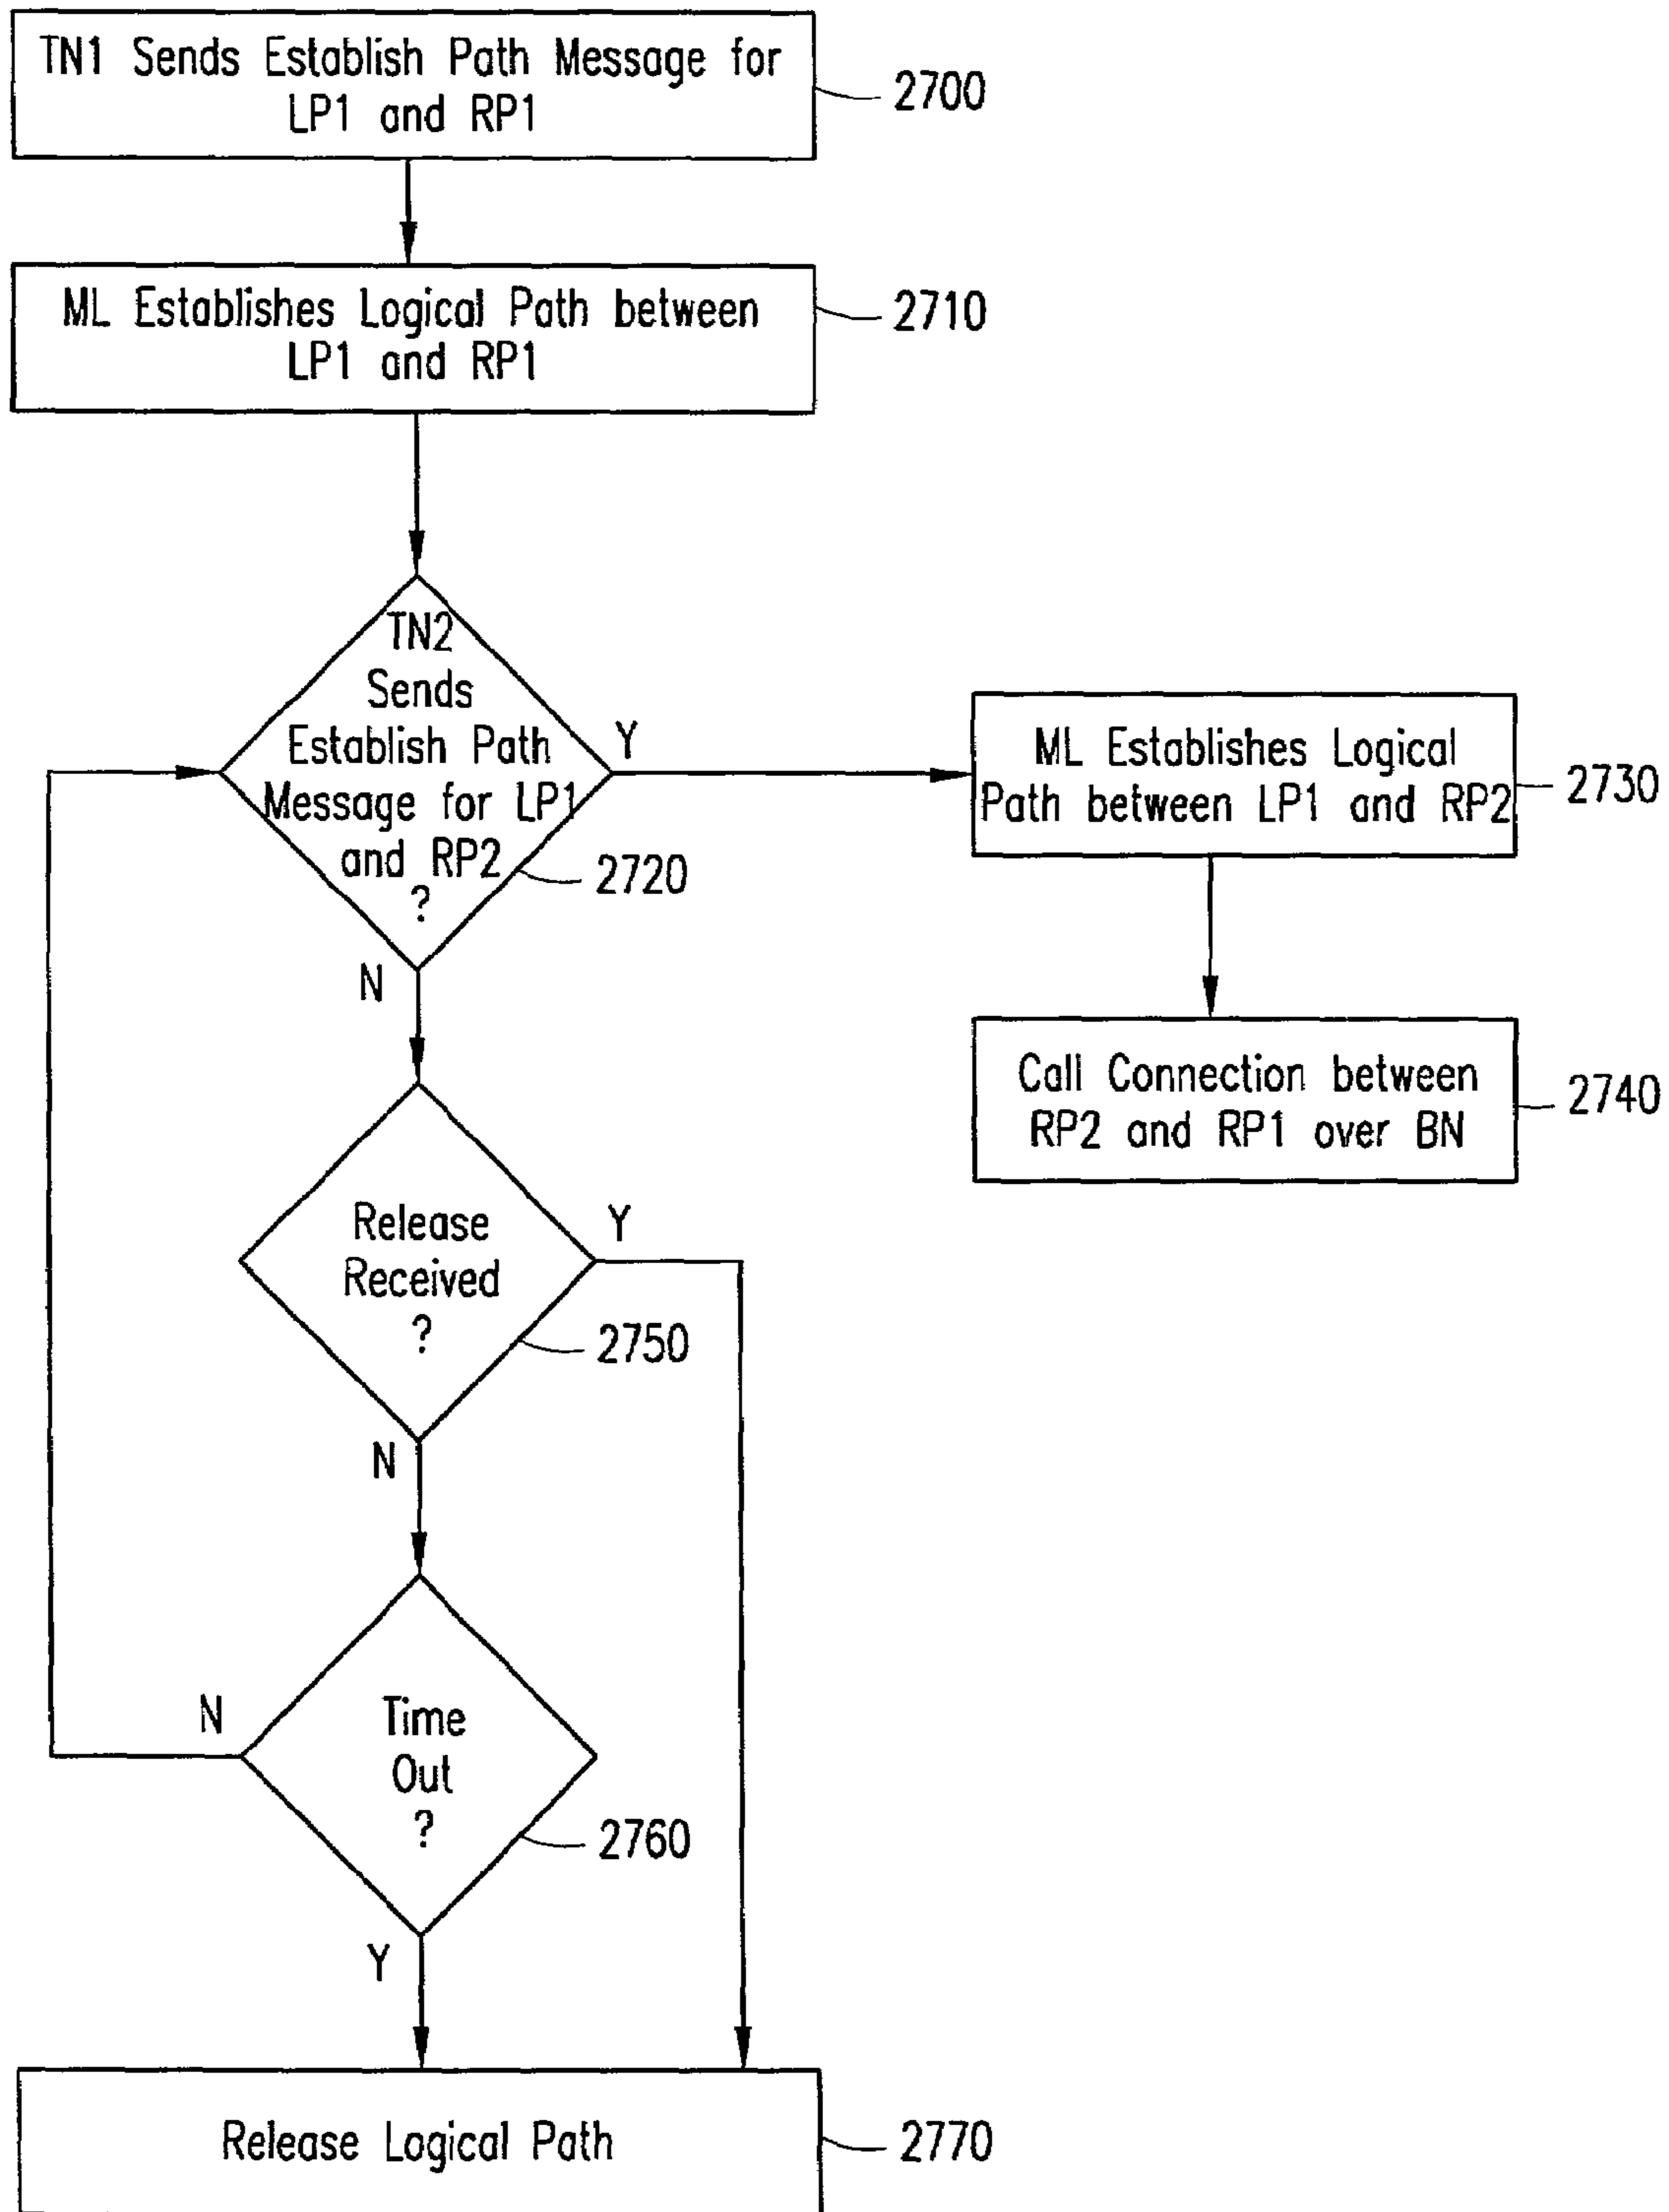 TN1 Sends Establish Path Message for
LP1 and RP1
2700
ML Establishes Logical Path between
LP1 and RP1
2710
TN2
Sends
Establish Path
Message for LP1
and RP2
?
2720
Y
N
ML Establishes Logical
Path between LP1 and RP2
2730
Call Connection between
RP2 and RP1 over BN
2740
Release
Received
?
2750
Y
N
Time
Out
?
2760
N
Y
Release Logical Path
2770